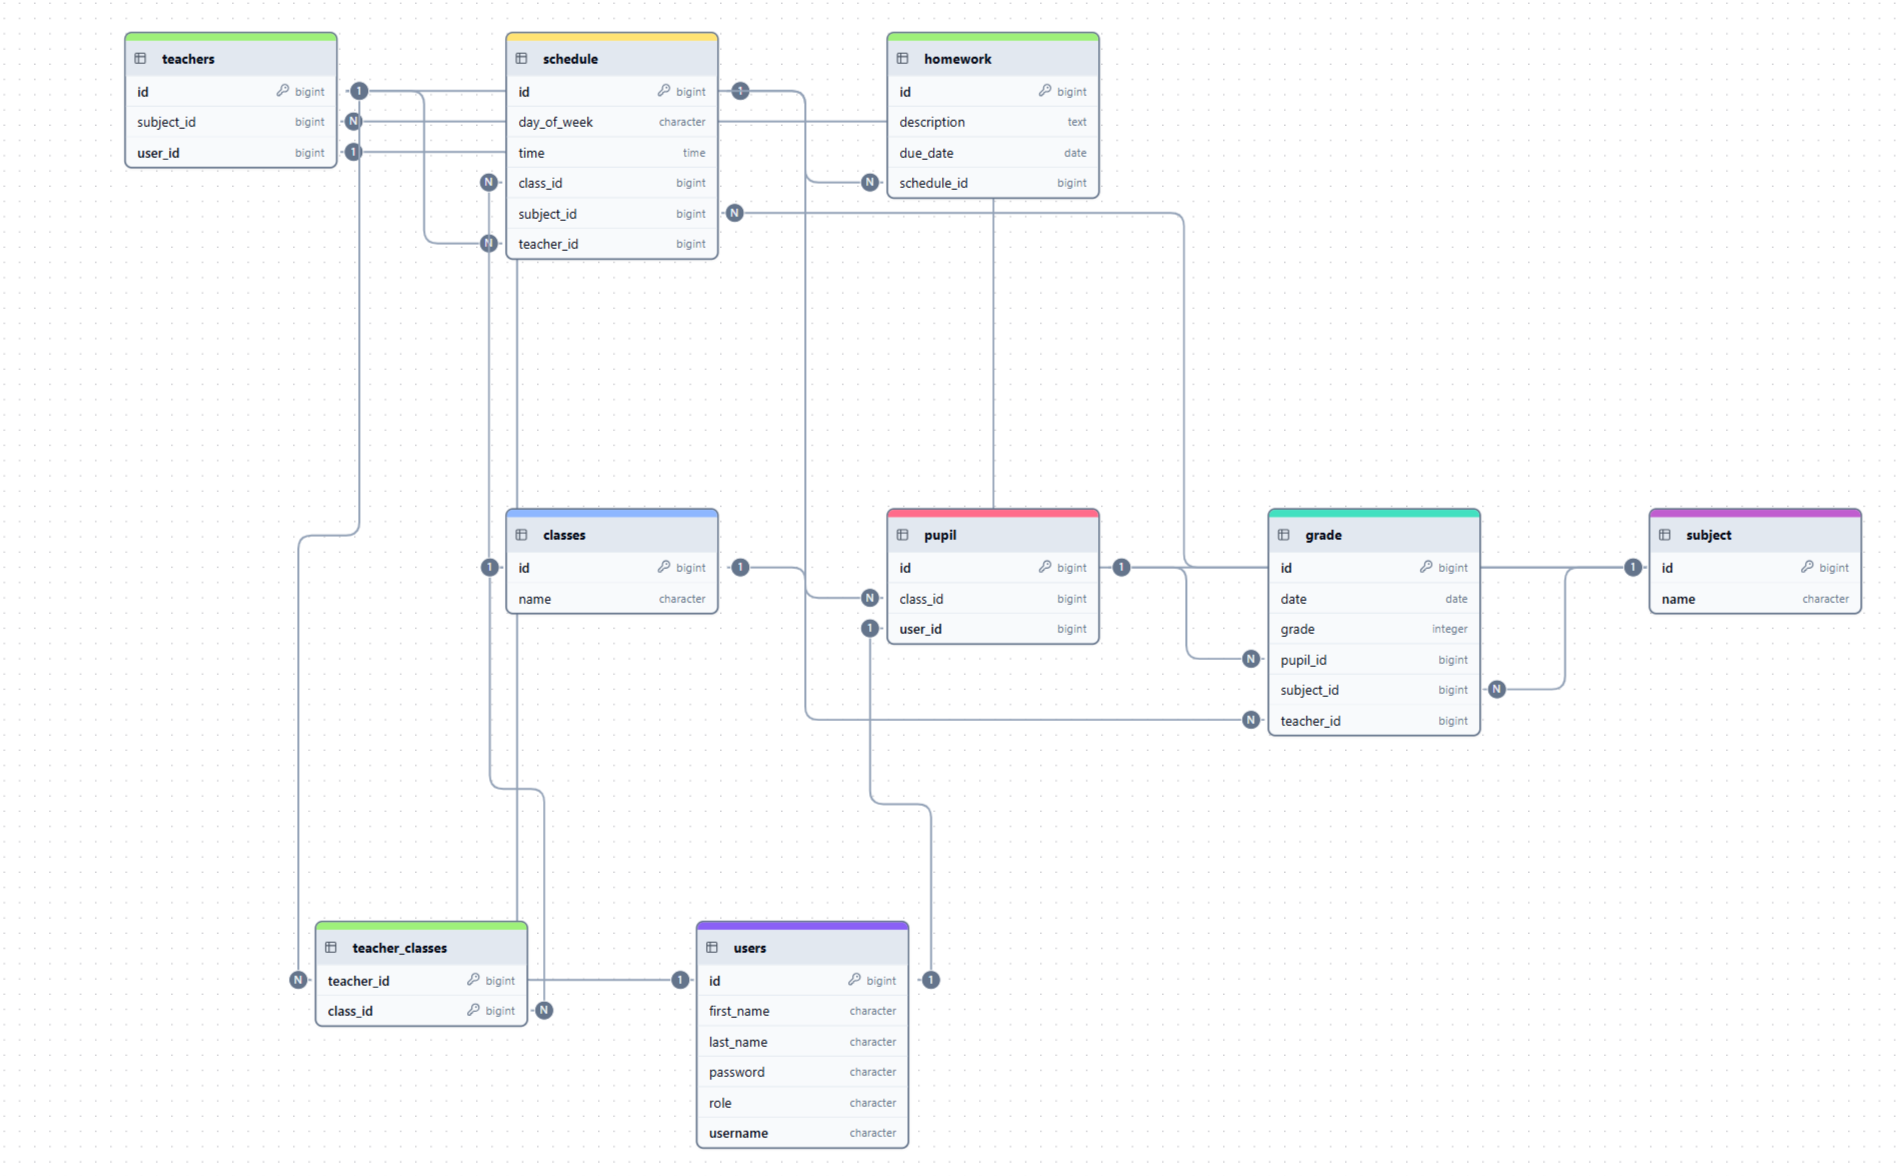 teachers
id bigint
subject_id bigint
user_id bigint
1
N
1
schedule
id bigint
day_of_week character
time time
class_id bigint
subject_id bigint
teacher_id bigint
N
N
1
N
homework
id bigint
description text
due_date date
schedule_id bigint
N
classes
id bigint
name character
1
1
pupil
id bigint
class_id bigint
user_id bigint
N
1
1
grade
id bigint
date date
grade integer
pupil_id bigint
subject_id bigint
teacher_id bigint
N
N
N
subject
id bigint
name character
1
teacher_classes
teacher_id bigint
class_id bigint
N
N
users
id bigint
first_name character
last_name character
password character
role character
username character
1
1